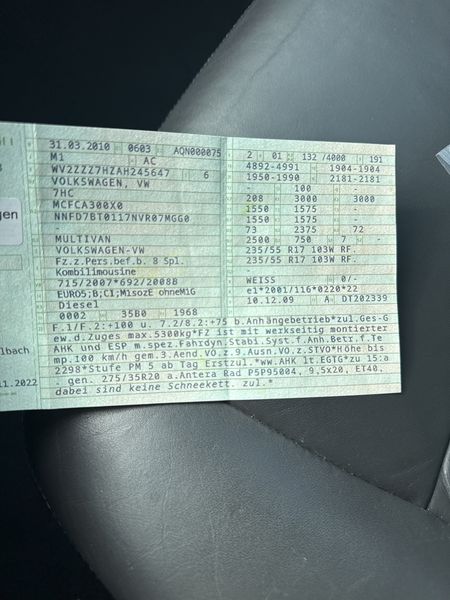 31.03.2010 0603 AQN000075
M1 AC
WV2ZZZ7HZAH245647 6
VOLKSWAGEN, VW
7HC
MCFCA300X0
NNFD7BT0117NVR07MGG0
-
MULTIVAN
VOLKSWAGEN-VW
Fz.z.Pers.bef.b. 8 Spl.
Kombilimousine
715/2007*692/2008B
EURO5;B;CI;M1sozE ohneM1G
Diesel
0002 35B0 1968
2 01 132 /4000 191
4892-4991 1904-1904
1950-1990 2181-2181
- 100 -
208 3000 3000
1550 1575 -
1550 1575 -
73 2375 72
2500 750 7 -
235/55 R17 103W RF.
235/55 R17 103W RF.
-
WEISS 0/-
e1*2001/116*0220*22
10.12.09 A DT202339
F.1/F.2:+100 u. 7.2/8.2:+75 b.Anhängebetrieb*zul.Ges-G
ew.d.Zuges max.5300kg*FZ ist mit werkseitig montierter
AHK und ESP m.spez.Fahrdyn.Stabi.Syst.f.Anh.Betr.f.Te
mp.100 km/h gem.3.Aend.VO.z.9.Ausn.VO.z.STVO*Höhe bis
2298*Stufe PM 5 ab Tag Erstzul.*ww.AHK lt.EGTG*zu 15:a
. gen. 275/35R20 a.Antera Rad P5P95004, 9,5x20, ET40,
dabei sind keine Schneekett. zul.*
gen
lbach
11.2022